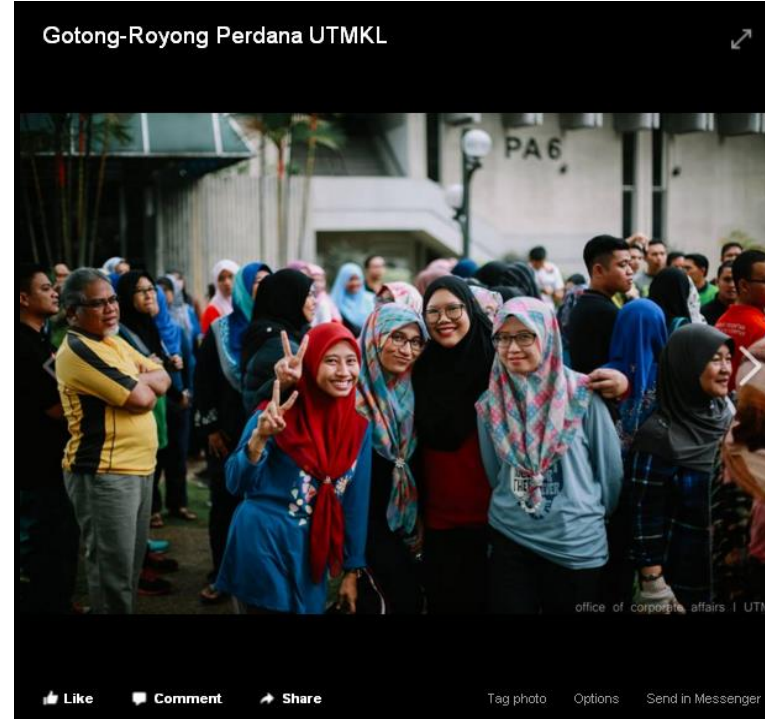 Gotong-Royong Perdana UTMKL
PA6
THE
office of corporate affairs I UTM
Like
Comment
Share
Tag photo
Options
Send in Messenger